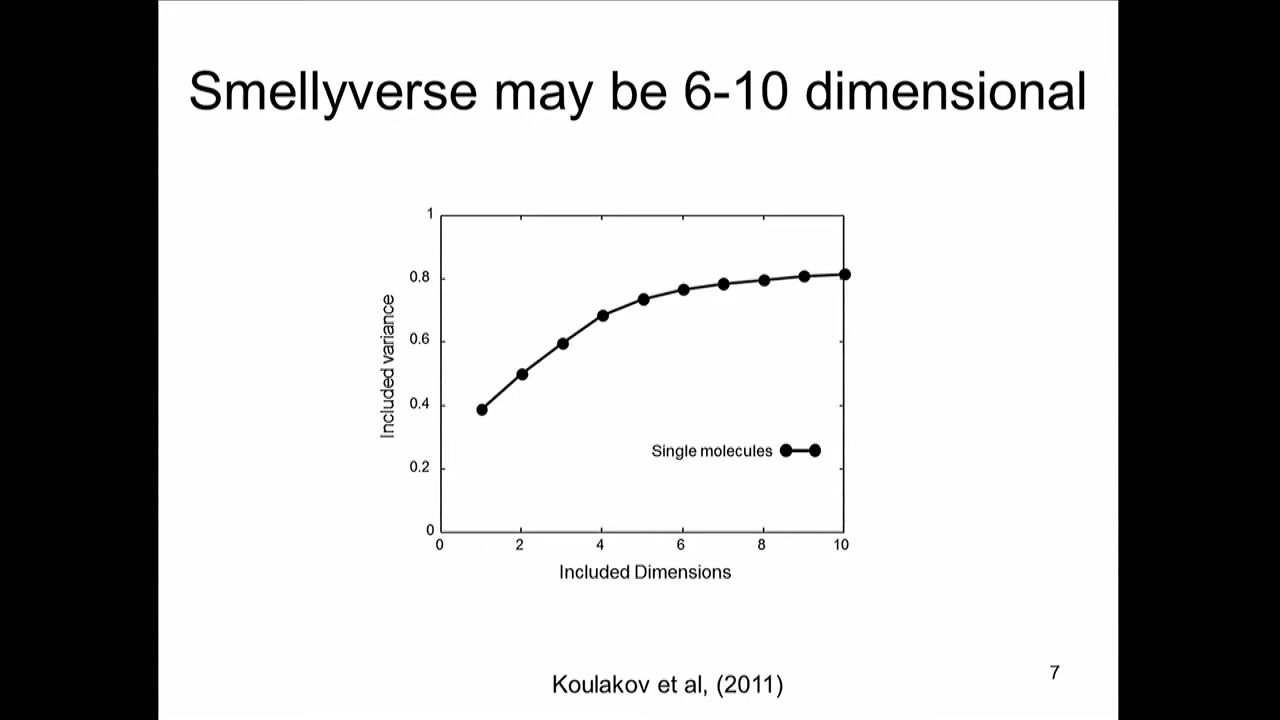 Smellyverse may be 6-10 dimensional
1
0.8
0.6
0.4
0.2
0
Included variance
Single molecules
0 2 4 6 8 10
Included Dimensions
Koulakov et al, (2011)
7